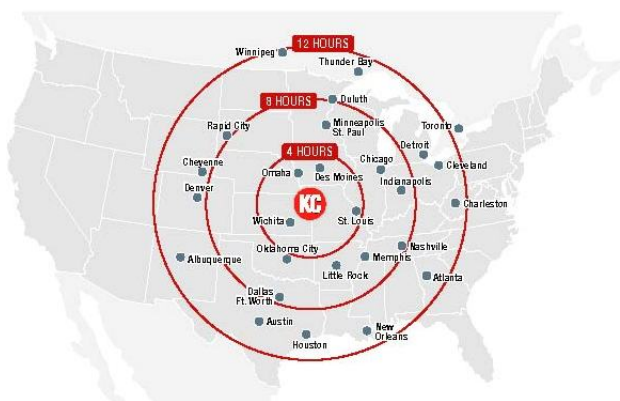 12 HOURS
Winnipeg
Thunder Bay
8 HOURS
Duluth
Rapid City
Minneapolis
St. Paul
Toronto
4 HOURS
Detroit
Cheyenne
Omaha
Des Moines
Chicago
Cleveland
Denver
Indianapolis
KC
Charleston
Wichita
St. Louis
Oklahoma City
Nashville
Albuquerque
Memphis
Little Rock
Atlanta
Dallas
Ft. Worth
Austin
Houston
New
Orleans